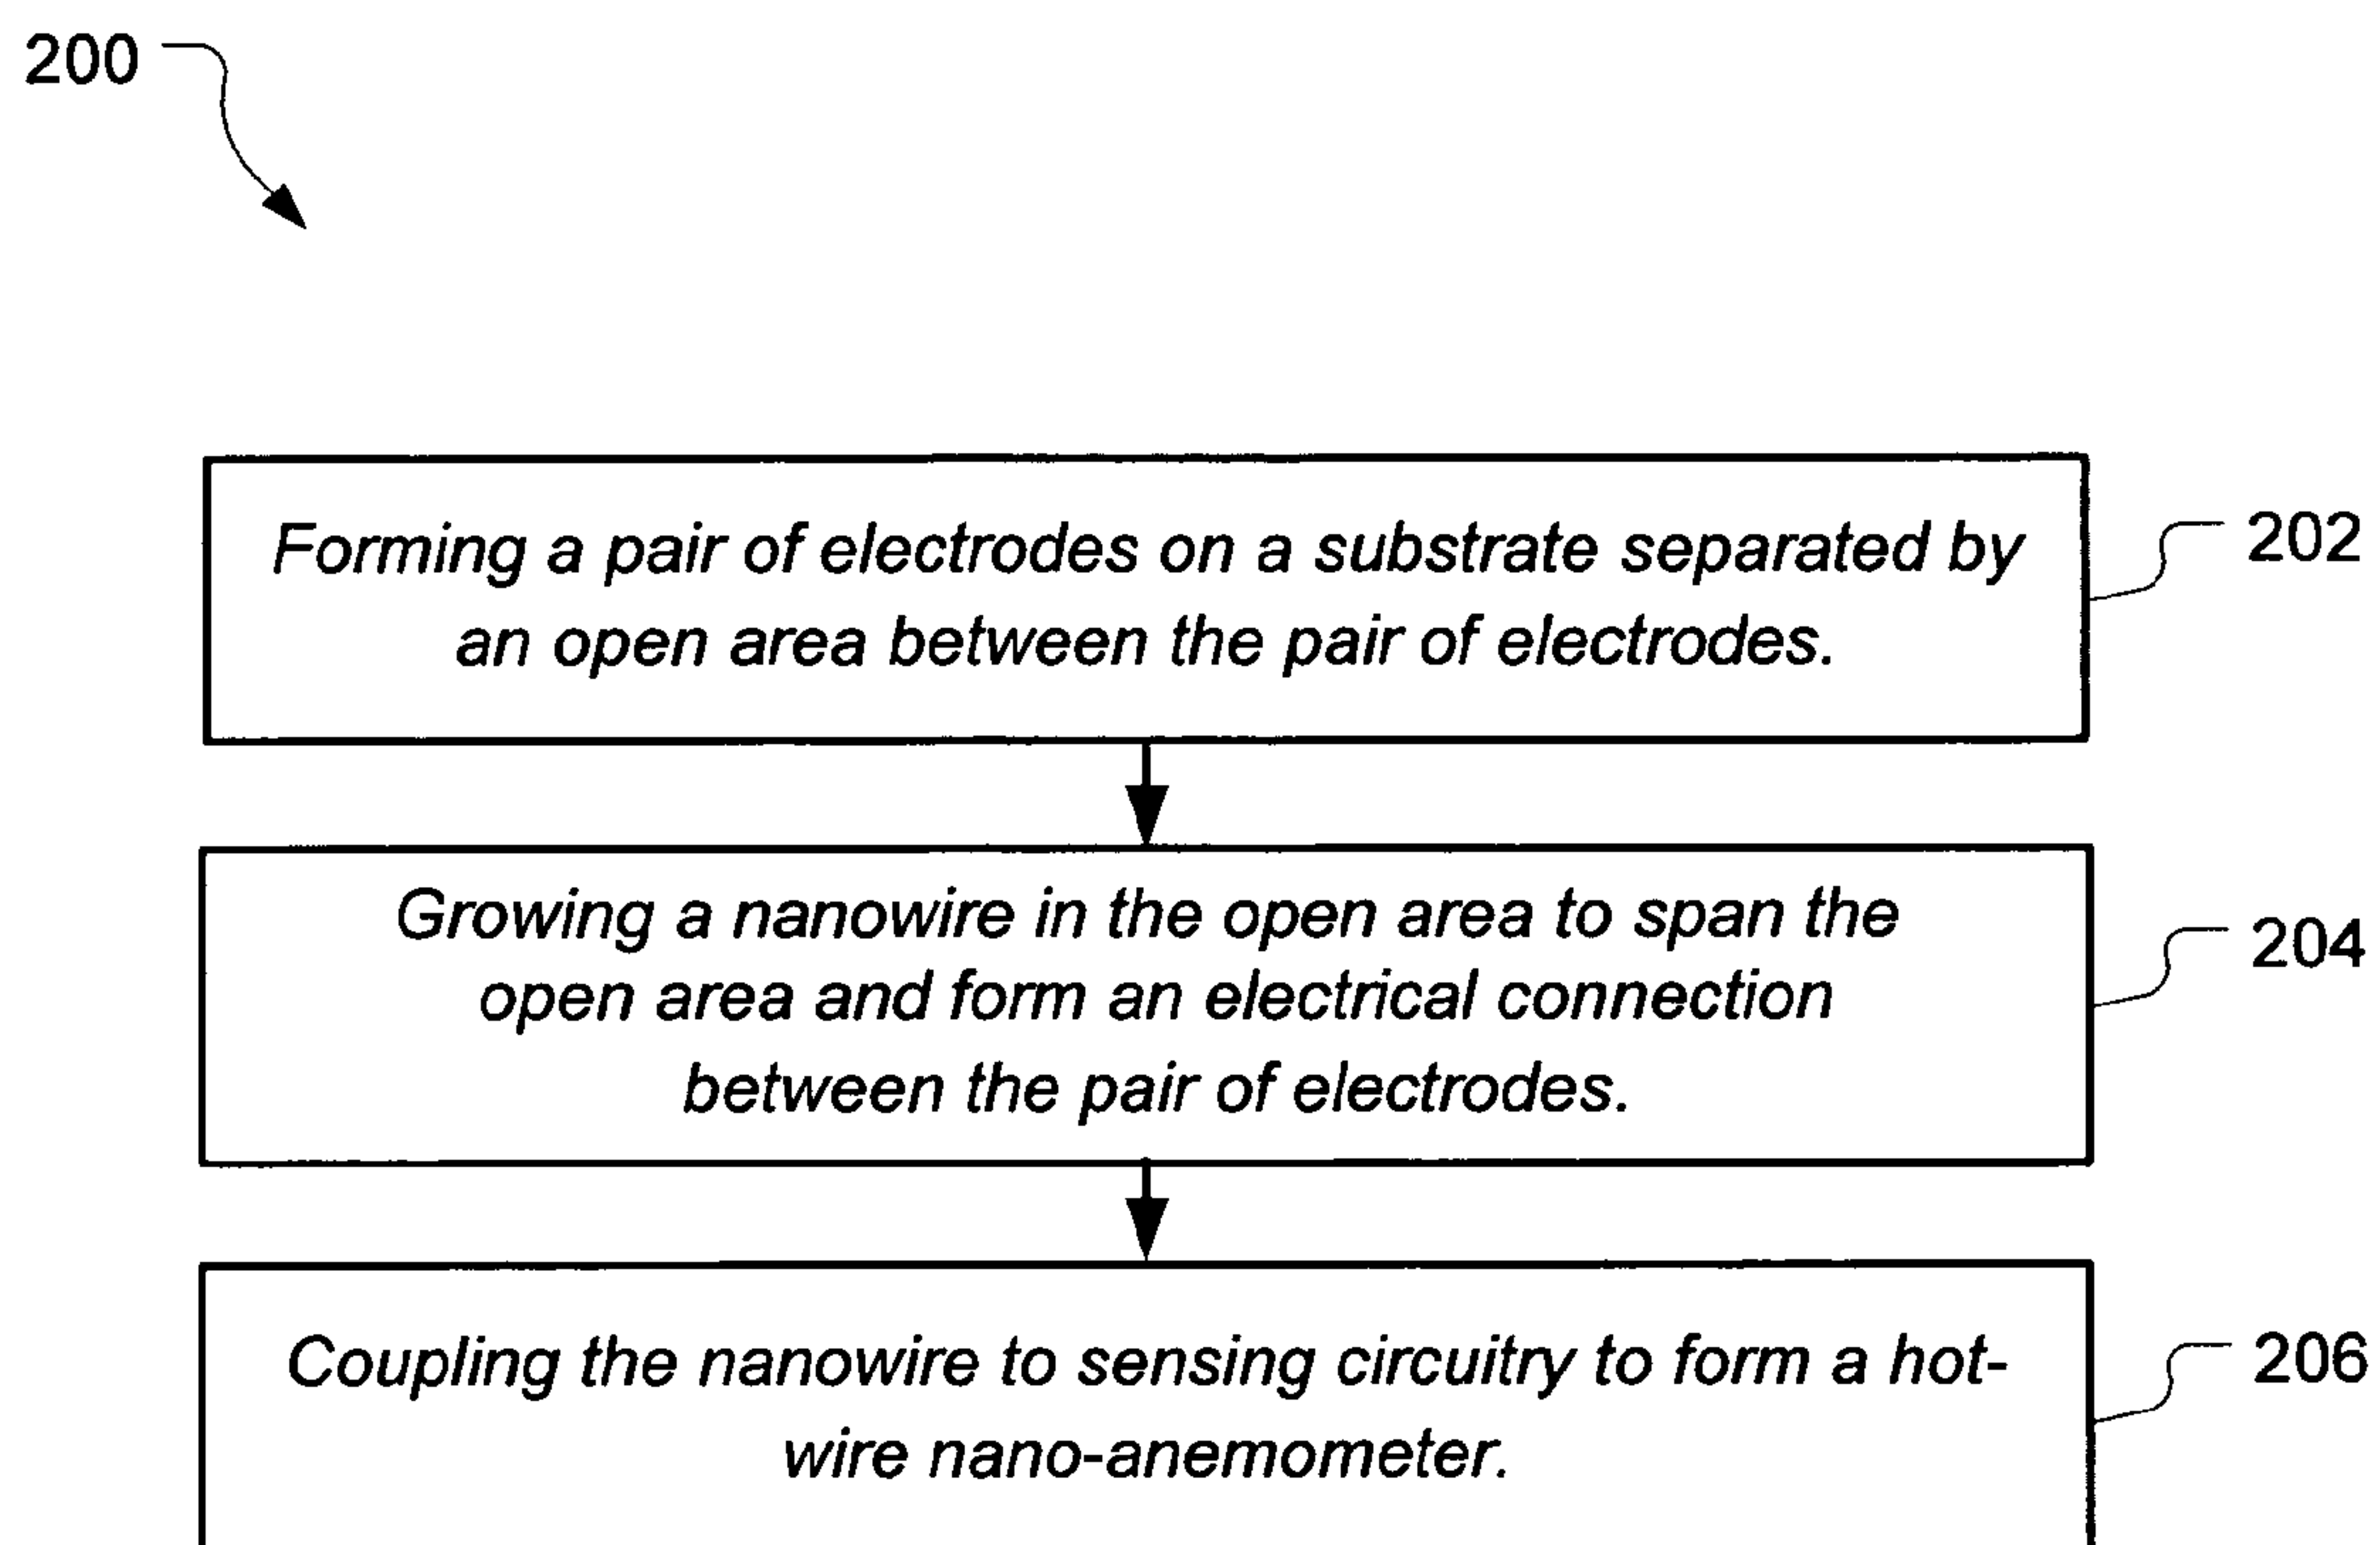 200
Forming a pair of electrodes on a substrate separated by
an open area between the pair of electrodes.
202
Growing a nanowire in the open area to span the
open area and form an electrical connection
between the pair of electrodes.
204
Coupling the nanowire to sensing circuitry to form a hot-
wire nano-anemometer.
206